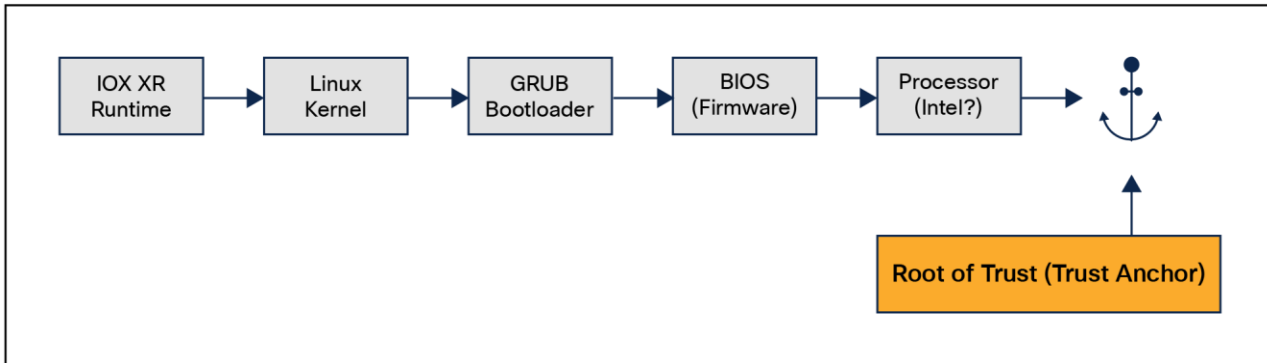 IOX XR
Runtime
Linux
Kernel
GRUB
Bootloader
BIOS
(Firmware)
Processor
(Intel?)
Root of Trust (Trust Anchor)